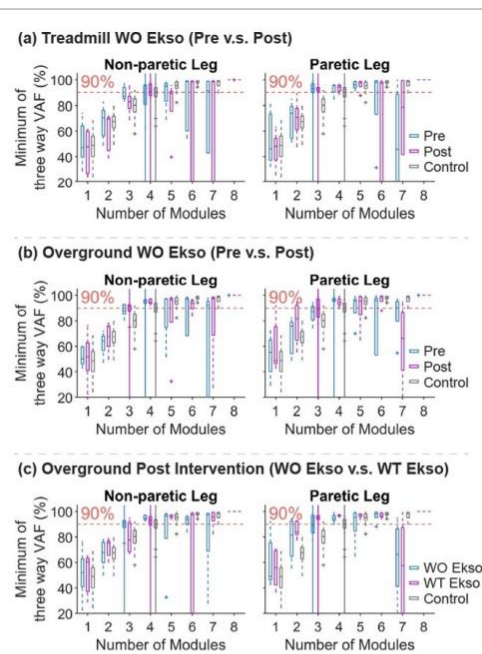 (a) Treadmill WO Ekso (Pre v.s. Post)
Non-paretic Leg
Paretic Leg
Minimum of
three way VAF (%)
100
80
60
40
20
90%
90%
Pre
Post
Control
1 2 3 4 5 6 7 8
1 2 3 4 5 6 7 8
Number of Modules
Number of Modules
(b) Overground WO Ekso (Pre v.s. Post)
Non-paretic Leg
Paretic Leg
Minimum of
three way VAF (%)
100
80
60
40
20
90%
90%
Pre
Post
Control
1 2 3 4 5 6 7 8
1 2 3 4 5 6 7 8
Number of Modules
Number of Modules
(c) Overground Post Intervention (WO Ekso v.s. WT Ekso)
Non-paretic Leg
Paretic Leg
Minimum of
three way VAF (%)
100
80
60
40
20
90%
90%
WO Ekso
WT Ekso
Control
1 2 3 4 5 6 7 8
1 2 3 4 5 6 7 8
Number of Modules
Number of Modules